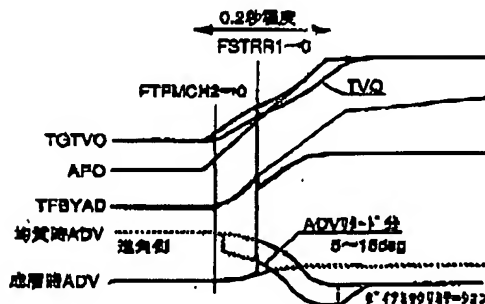 0.2秒程度
FSTRR1→0
FTPMCH2→0
TVO
TGTVO
APO
TFBYAD
均質時ADV
進角側
ADVリタード分
5〜15deg
成層時ADV